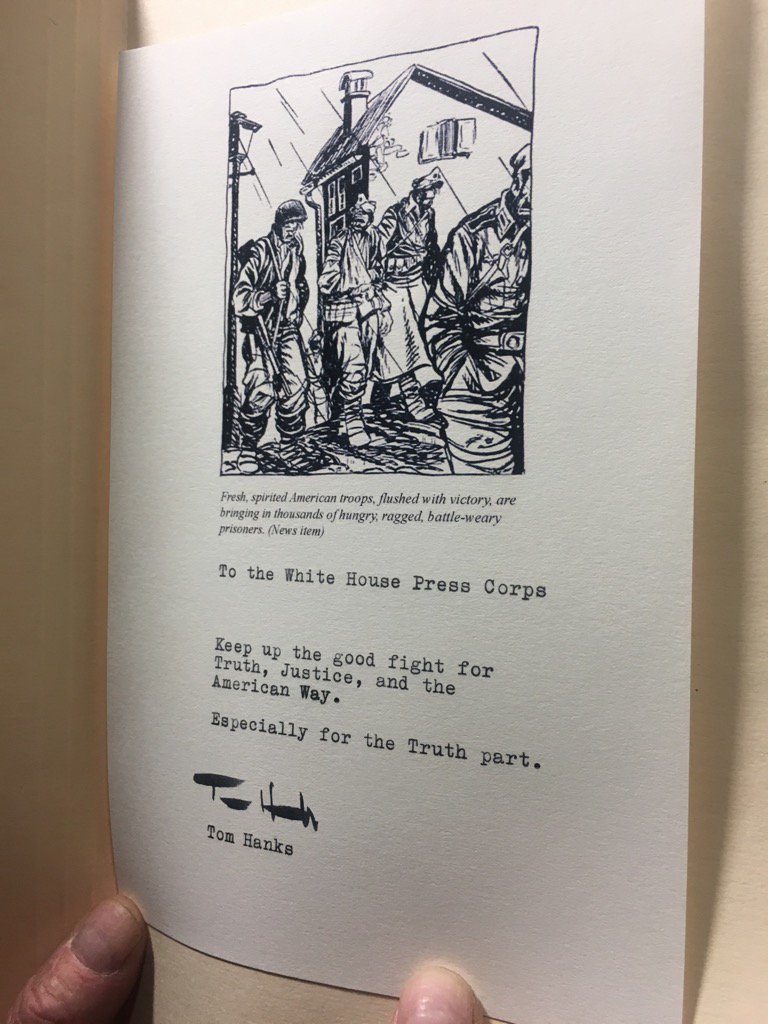 Fresh, spirited American troops, flushed with victory, are
bringing in thousands of hungry, ragged, battle-weary
prisoners. (News item)
To the White House Press Corps
Keep up the good fight for
Truth, Justice, and the
American Way.
Especially for the Truth part.
Tom Hanks
Tom Hanks